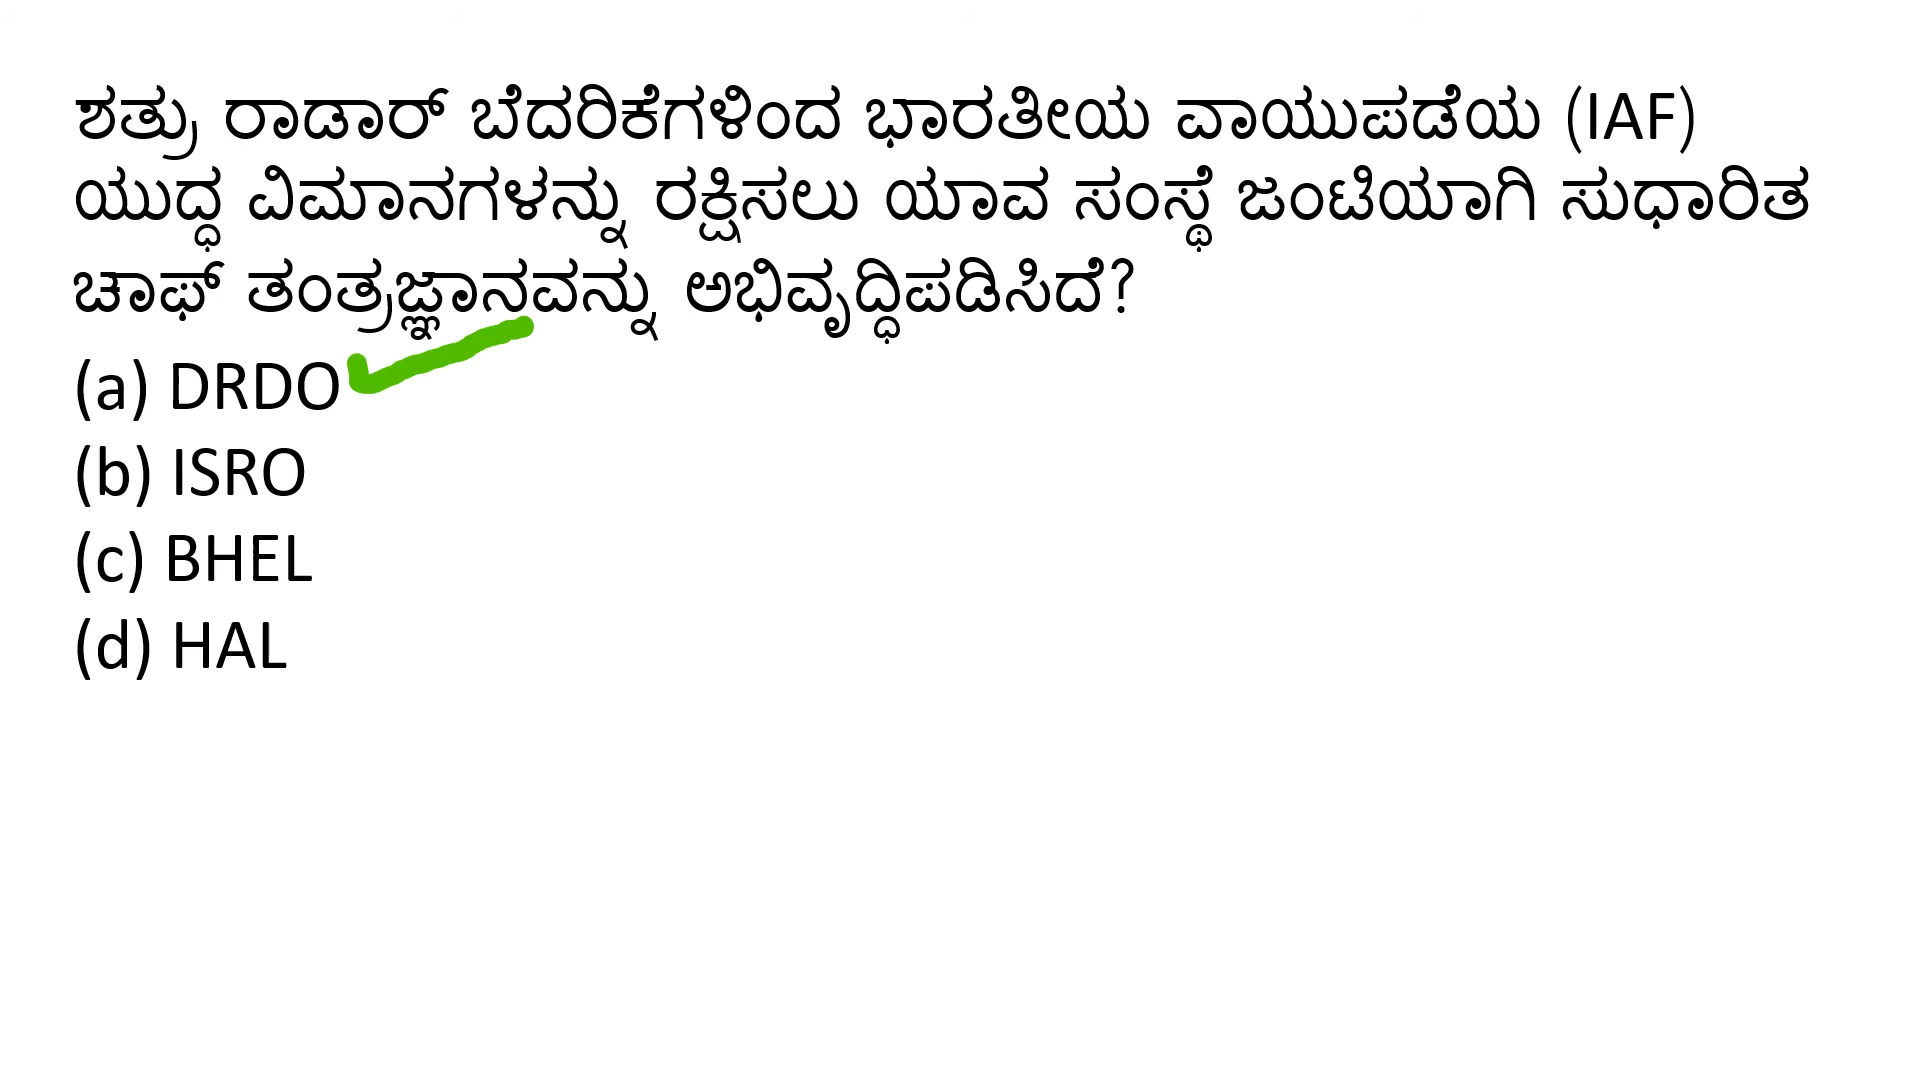 ಶತ್ರು ರಾಡಾರ್ ಬೆದರಿಕೆಗಳಿಂದ ಭಾರತೀಯ ವಾಯುಪಡೆಯ (IAF)
ಯುದ್ಧ ವಿಮಾನಗಳನ್ನು ರಕ್ಷಿಸಲು ಯಾವ ಸಂಸ್ಥೆ ಜಂಟಿಯಾಗಿ ಸುಧಾರಿತ
ಚಾಫ್ ತಂತ್ರಜ್ಞಾನವನ್ನು ಅಭಿವೃದ್ಧಿಪಡಿಸಿದೆ?
(a) DRDO
(b) ISRO
(c) BHEL
(d) HAL